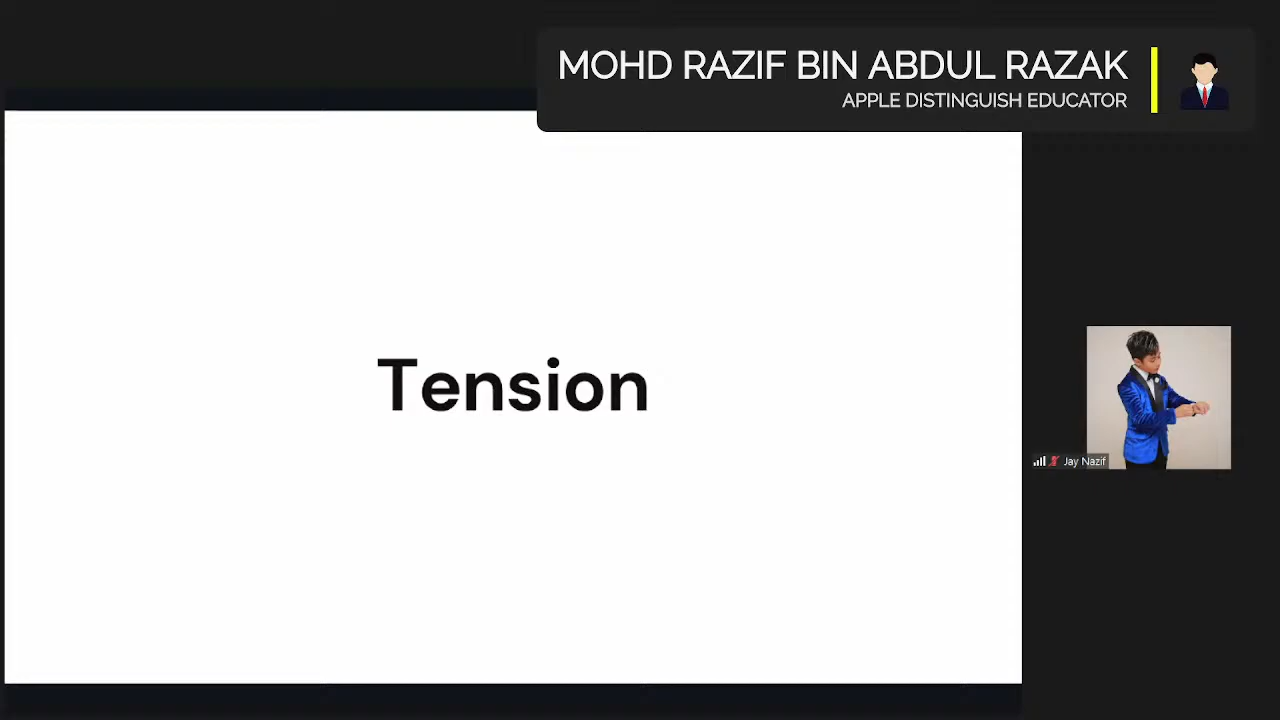 MOHD RAZIF BIN ABDUL RAZAK
APPLE DISTINGUISH EDUCATOR
Tension
Jay Nazif